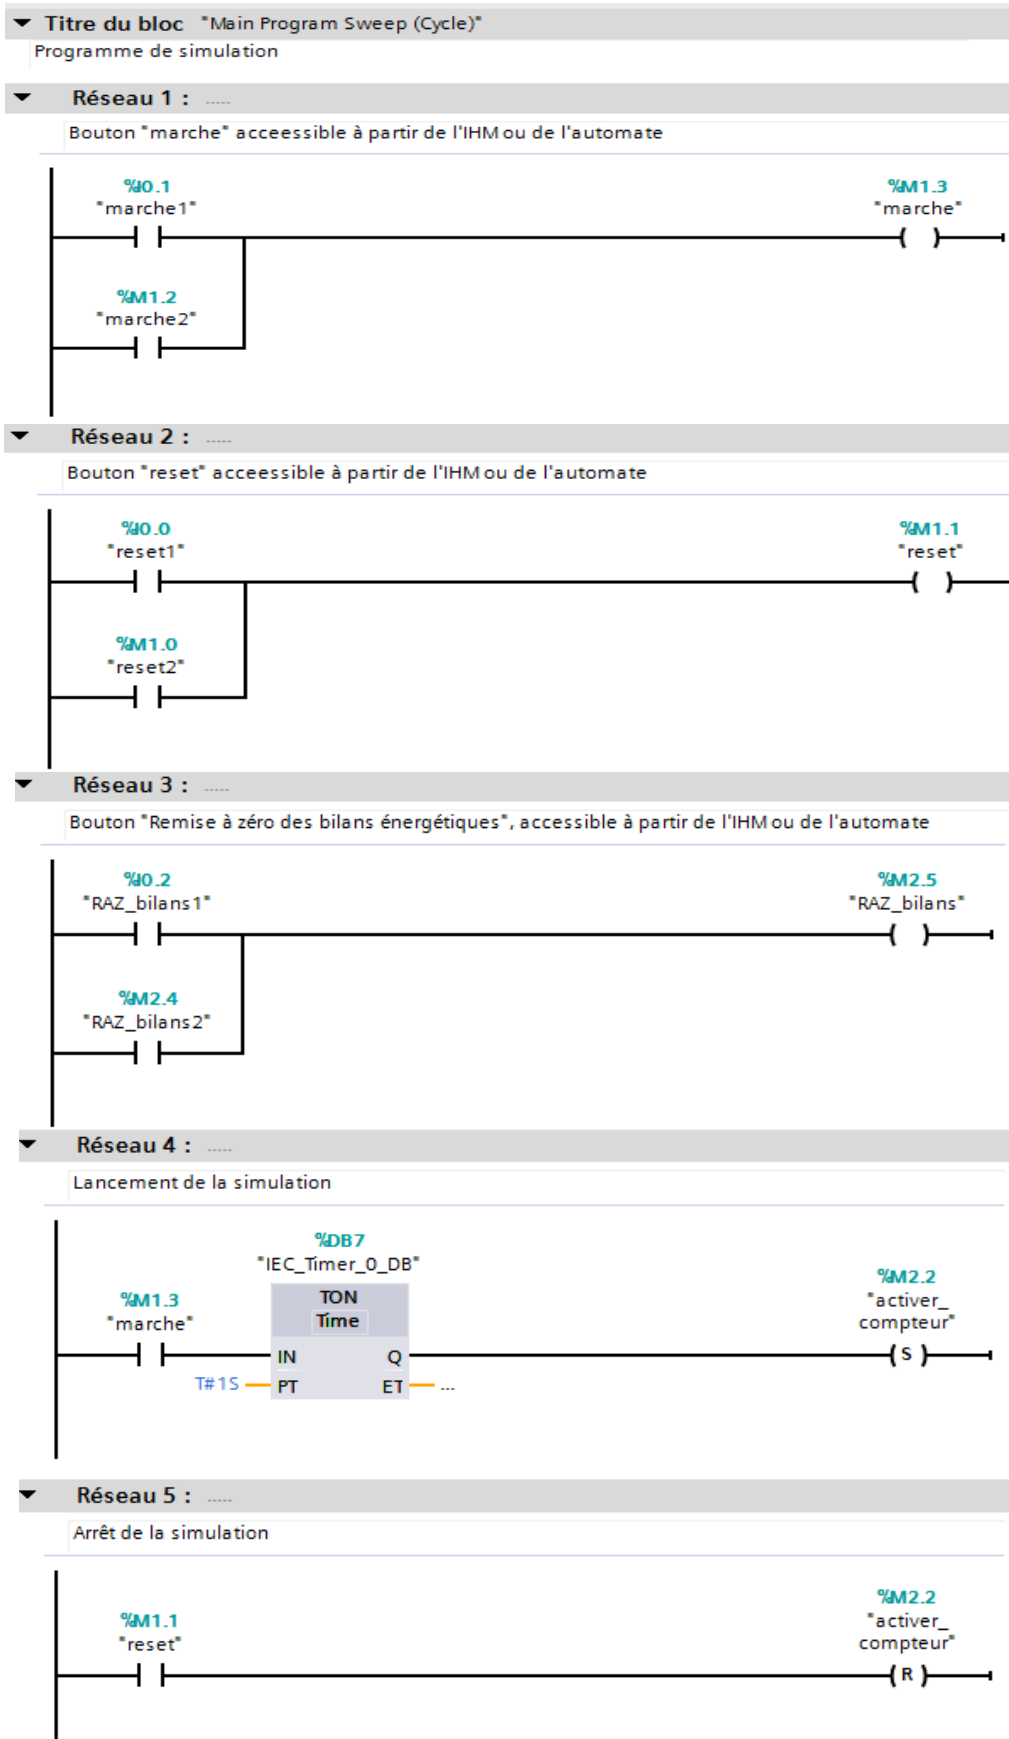 Titre du bloc "Main Program Sweep (Cycle)"
Programme de simulation
Réseau 1 : .....
Bouton "marche" acceessible à partir de l'IHM ou de l'automate
%I0.1 %M1.3
"marche1" "marche"
%M1.2
"marche2"
Réseau 2 : .....
Bouton "reset" acceessible à partir de l'IHM ou de l'automate
%I0.0 %M1.1
"reset1" "reset"
%M1.0
"reset2"
Réseau 3 : .....
Bouton "Remise à zéro des bilans énergétiques", accessible à partir de l'IHM ou de l'automate
%I0.2 %M2.5
"RAZ_bilans1" "RAZ_bilans"
%M2.4
"RAZ_bilans2"
Réseau 4 : .....
Lancement de la simulation
%DB7
"IEC_Timer_0_DB"
%M2.2
%M1.3 TON "activer_
"marche" Time compteur"
IN Q S
T#1S PT ET ...
Réseau 5 : .....
Arrêt de la simulation
%M2.2
%M1.1 "activer_
"reset" compteur"
R